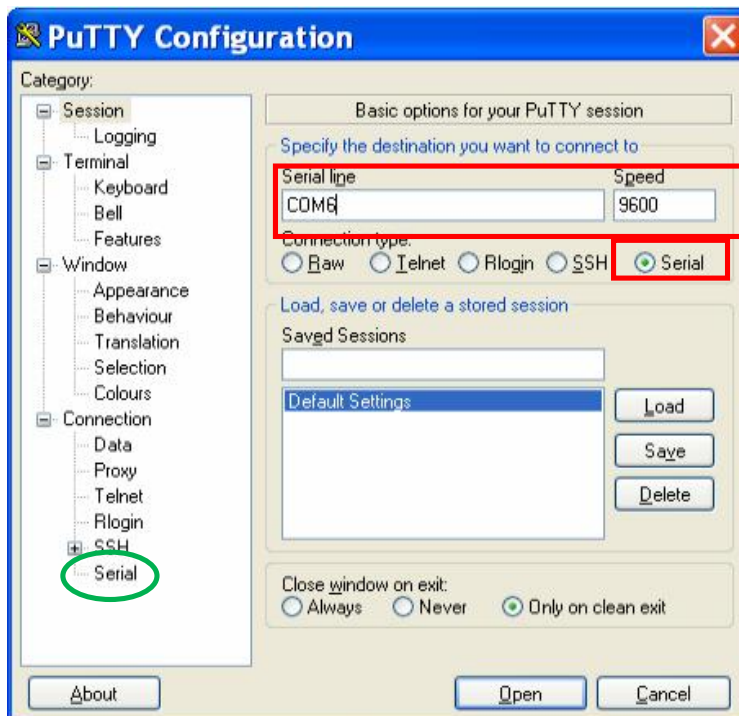 PuTTY Configuration
Category:
Session
Logging
Terminal
Keyboard
Bell
Features
Window
Appearance
Behaviour
Translation
Selection
Colours
Connection
Data
Proxy
Telnet
Rlogin
SSH
Serial
Basic options for your PuTTY session
Specify the destination you want to connect to
Serial line Speed
COM6 9600
Connection type:
Raw Telnet Rlogin SSH Serial
Load, save or delete a stored session
Saved Sessions
Default Settings
Load
Save
Delete
Close window on exit:
Always Never Only on clean exit
About Open Cancel